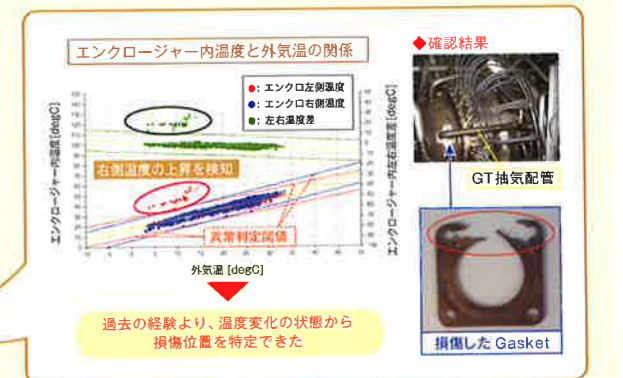 エンクロージャー内温度と外気温の関係
◆確認結果
●：エンクロ左側温度
●：エンクロ右側温度
●：左右温度差
エンクロージャー内温度[degC]
エンクロージャー内左右温度差[degC]
右側温度の上昇を検知
異常判定閾値
外気温 [degC]
GT抽気配管
過去の経験より、温度変化の状態から
損傷位置を特定できた
損傷した Gasket